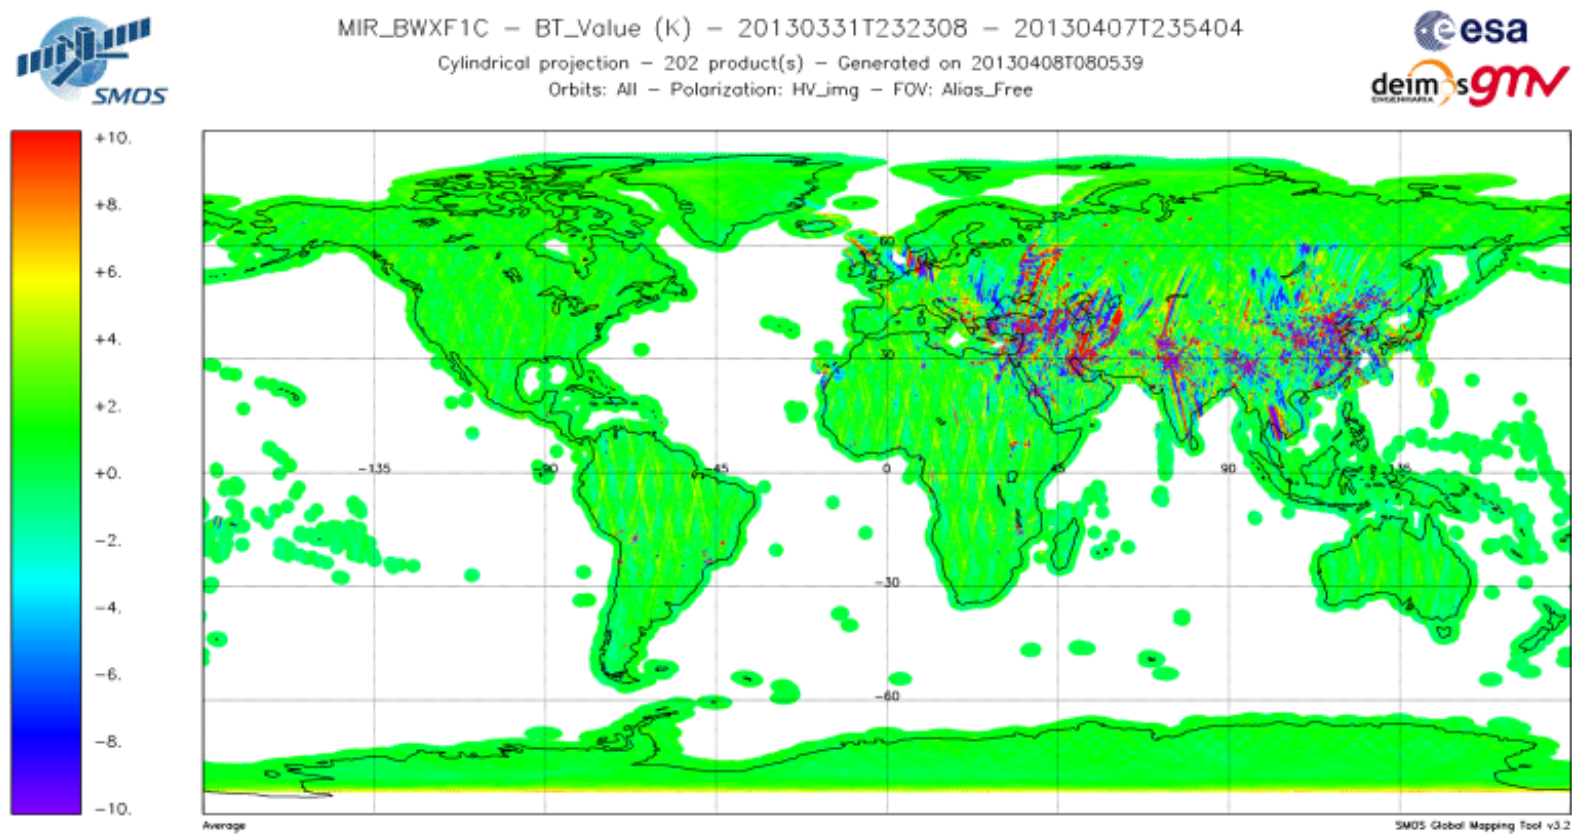 MIR_BWXF1C - BT_Value (K) - 20130331T232308 - 20130407T235404
Cylindrical projection - 202 product(s) - Generated on 20130408T080539
Orbits: All - Polarization: HV_img - FOV: Alias_Free
SMOS
esa
deimos gmv
ENGENHARIA
+10.
+8.
+6.
+4.
+2.
+0.
-2.
-4.
-6.
-8.
-10.
60
30
-135 -90 -45 0 45 90 135
-30
-60
Average
SMOS Global Mapping Tool v3.2